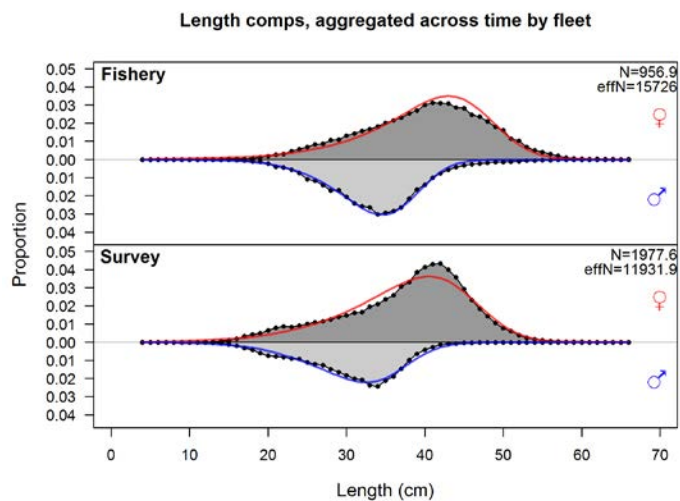 Length comps, aggregated across time by fleet
Fishery
N=956.9
effN=15726
♀
♂
0.05
0.04
0.03
0.02
0.01
0.00
0.01
0.02
0.03
0.04
Survey
N=1977.6
effN=11931.9
♀
♂
0.05
0.04
0.03
0.02
0.01
0.00
0.01
0.02
0.03
0.04
Proportion
0 10 20 30 40 50 60 70
Length (cm)